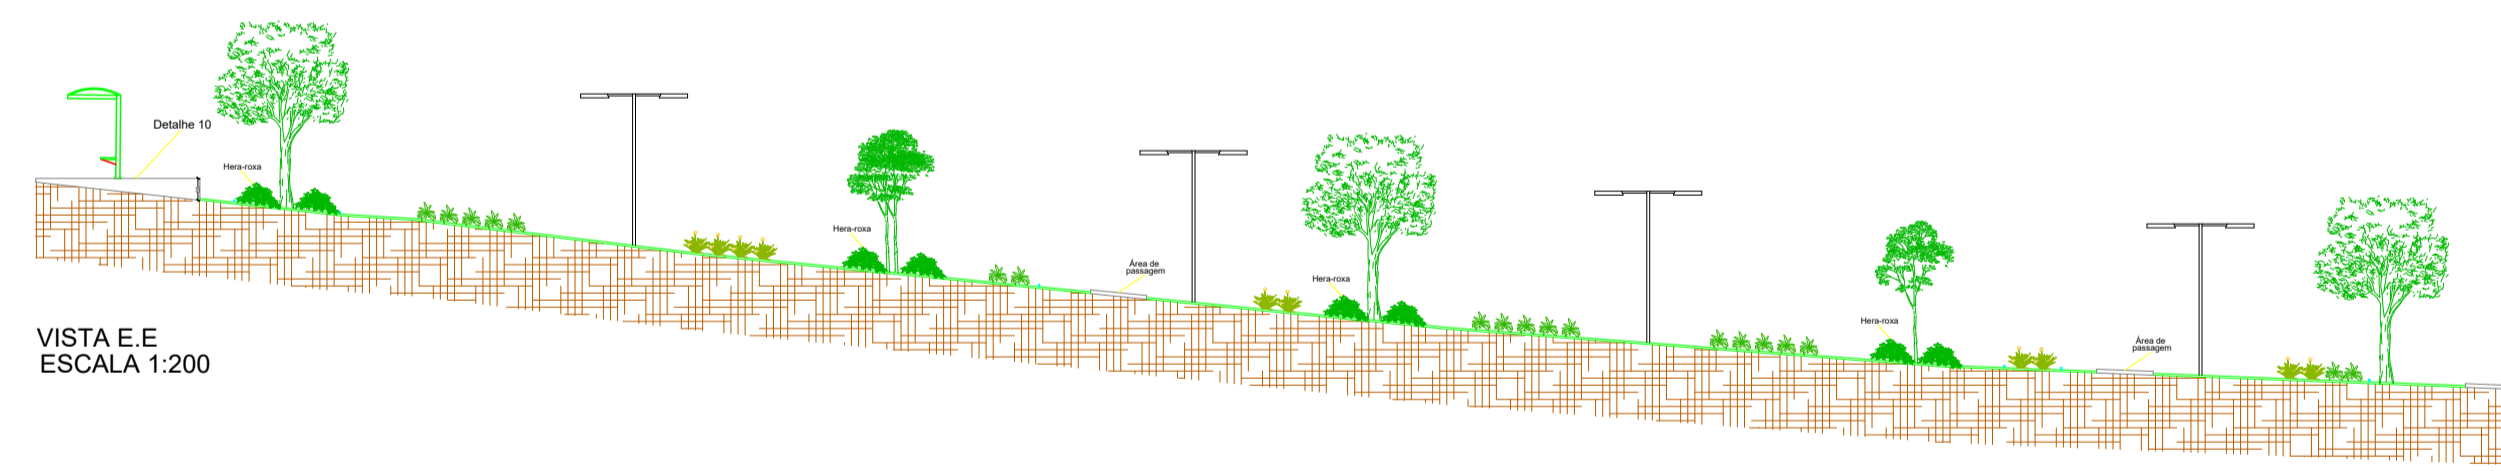 Detalhe 10
Hera-roxa
Hera-roxa
Área de
passagem
Hera-roxa
Hera-roxa
Área de
passagem
VISTA E.E
ESCALA 1:200